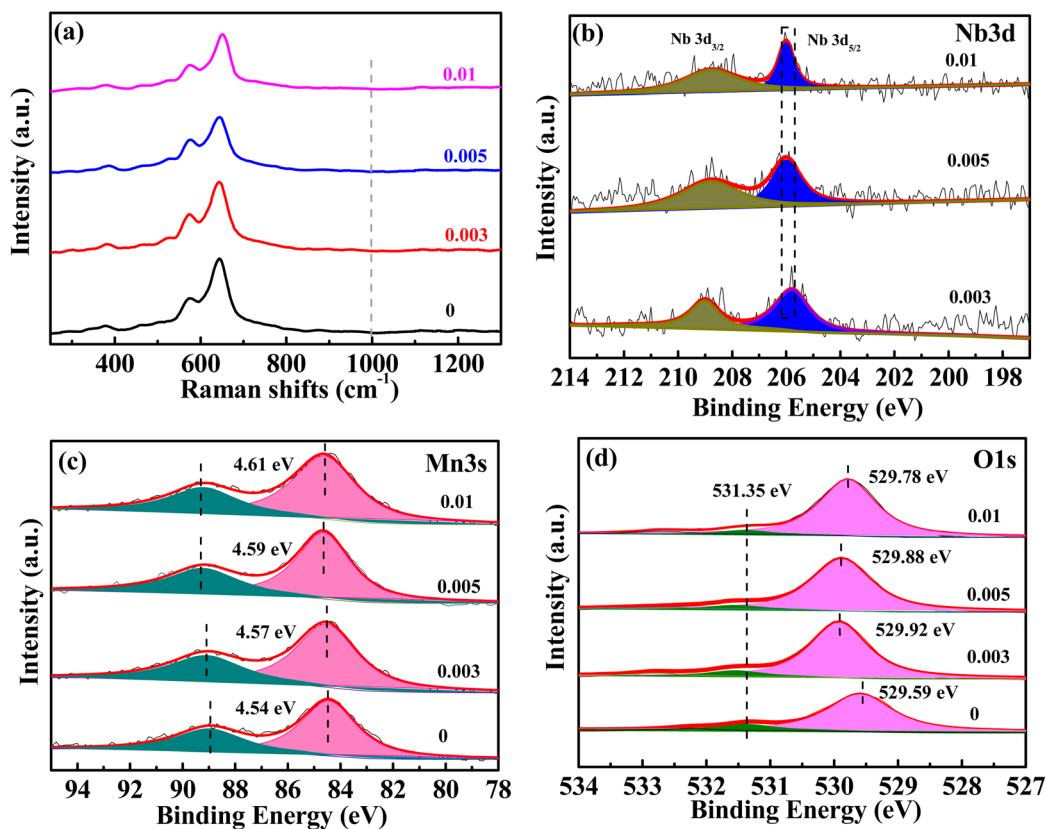 (a)
0.01
0.005
0.003
0
Intensity (a.u.)
400 600 800 1000 1200
Raman shifts (cm⁻¹)
(b)
Nb 3d₃/₂ Nb 3d₅/₂ Nb3d
0.01
0.005
0.003
Intensity (a.u.)
214 212 210 208 206 204 202 200 198
Binding Energy (eV)
(c)
Mn3s
4.61 eV
0.01
4.59 eV
0.005
4.57 eV
0.003
4.54 eV
0
Intensity (a.u.)
94 92 90 88 86 84 82 80 78
Binding Energy (eV)
(d)
O1s
529.78 eV
531.35 eV
0.01
529.88 eV
0.005
529.92 eV
0.003
529.59 eV
0
Intensity (a.u.)
534 533 532 531 530 529 528 527
Binding Energy (eV)